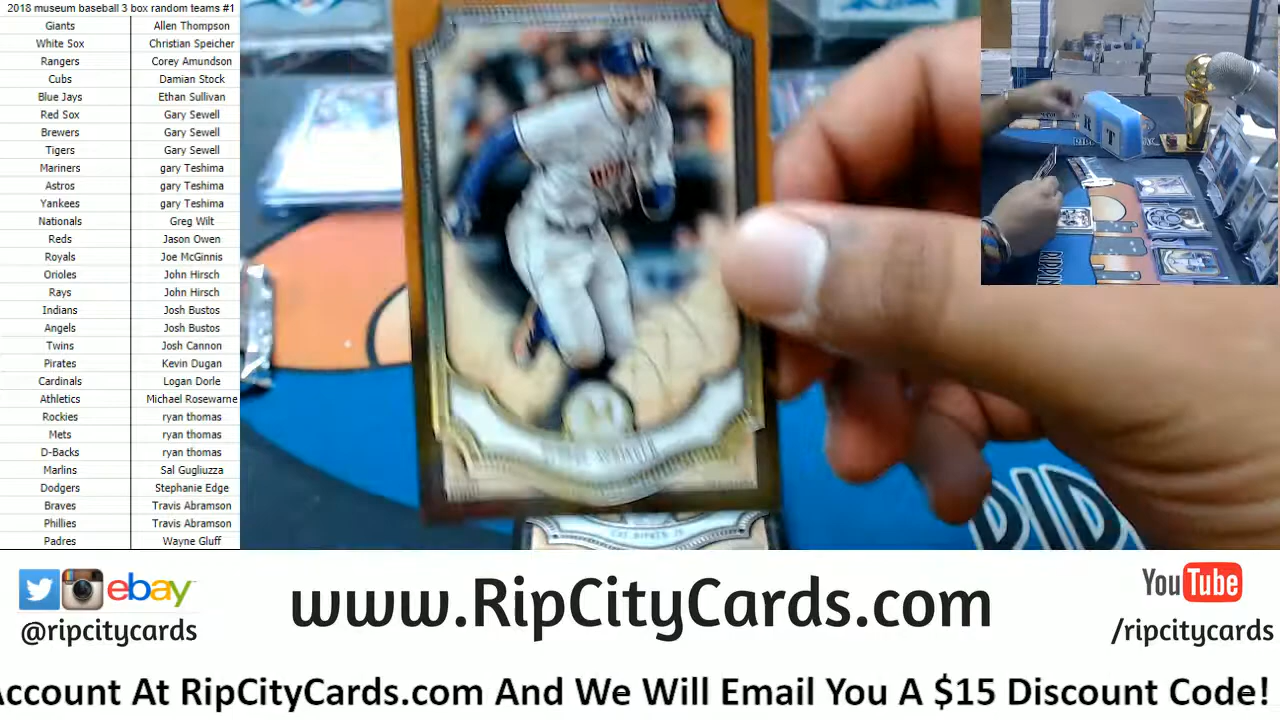 2018 museum baseball 3 box random teams #1
Giants Allen Thompson
White Sox Christian Speicher
Rangers Corey Amundson
Cubs Damian Stock
Blue Jays Ethan Sullivan
Red Sox Gary Sewell
Brewers Gary Sewell
Tigers Gary Sewell
Mariners gary Teshima
Astros gary Teshima
Yankees gary Teshima
Nationals Greg Wilt
Reds Jason Owen
Royals Joe McGinnis
Orioles John Hirsch
Rays John Hirsch
Indians Josh Bustos
Angels Josh Bustos
Twins Josh Cannon
Pirates Kevin Dugan
Cardinals Logan Dorle
Athletics Michael Rosewarne
Rockies ryan thomas
Mets ryan thomas
D-Backs ryan thomas
Marlins Sal Gugliuzza
Dodgers Stephanie Edge
Braves Travis Abramson
Phillies Travis Abramson
Padres Wayne Gluff
CAL RIPKEN JR.
ebay
@ripcitycards
www.RipCityCards.com
YouTube
/ripcitycards
Account At RipCityCards.com And We Will Email You A $15 Discount Code!